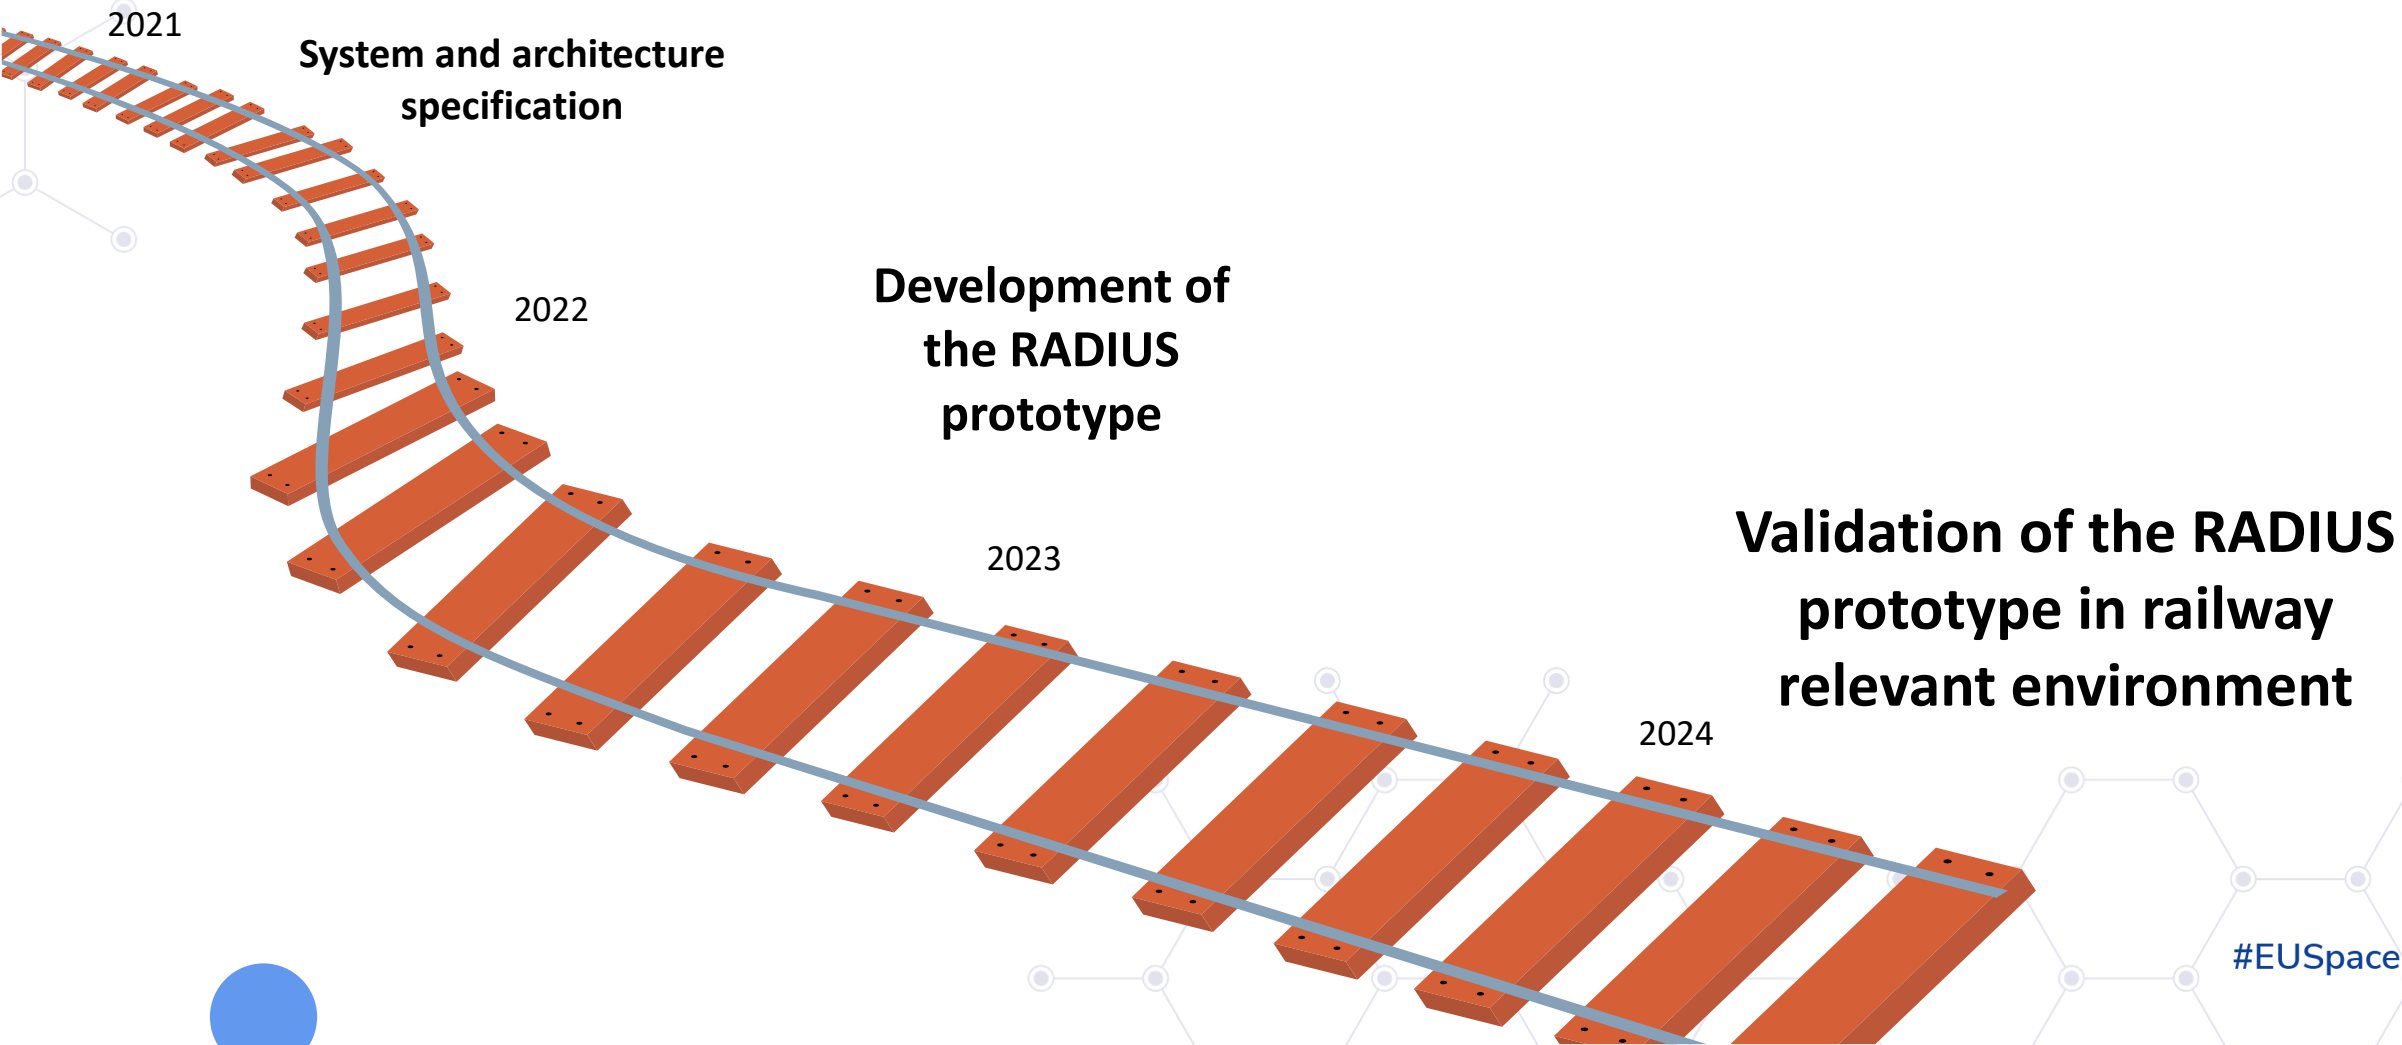 2021
System and architecture
specification
2022
Development of
the RADIUS
prototype
2023
Validation of the RADIUS
prototype in railway
relevant environment
2024
#EUSpace